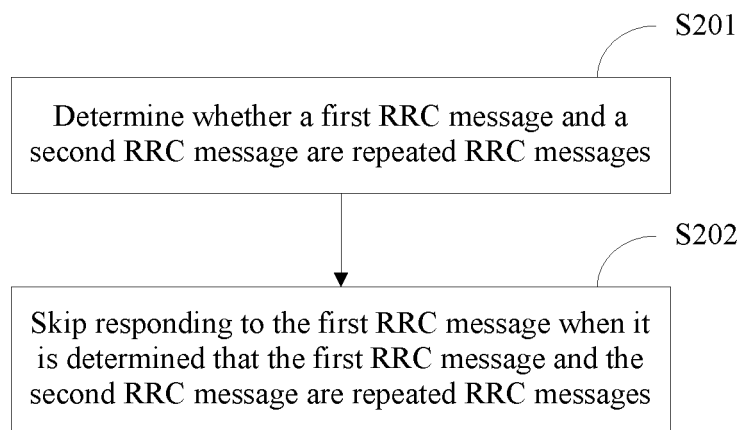 S201
Determine whether a first RRC message and a
second RRC message are repeated RRC messages
S202
Skip responding to the first RRC message when it
is determined that the first RRC message and the
second RRC message are repeated RRC messages